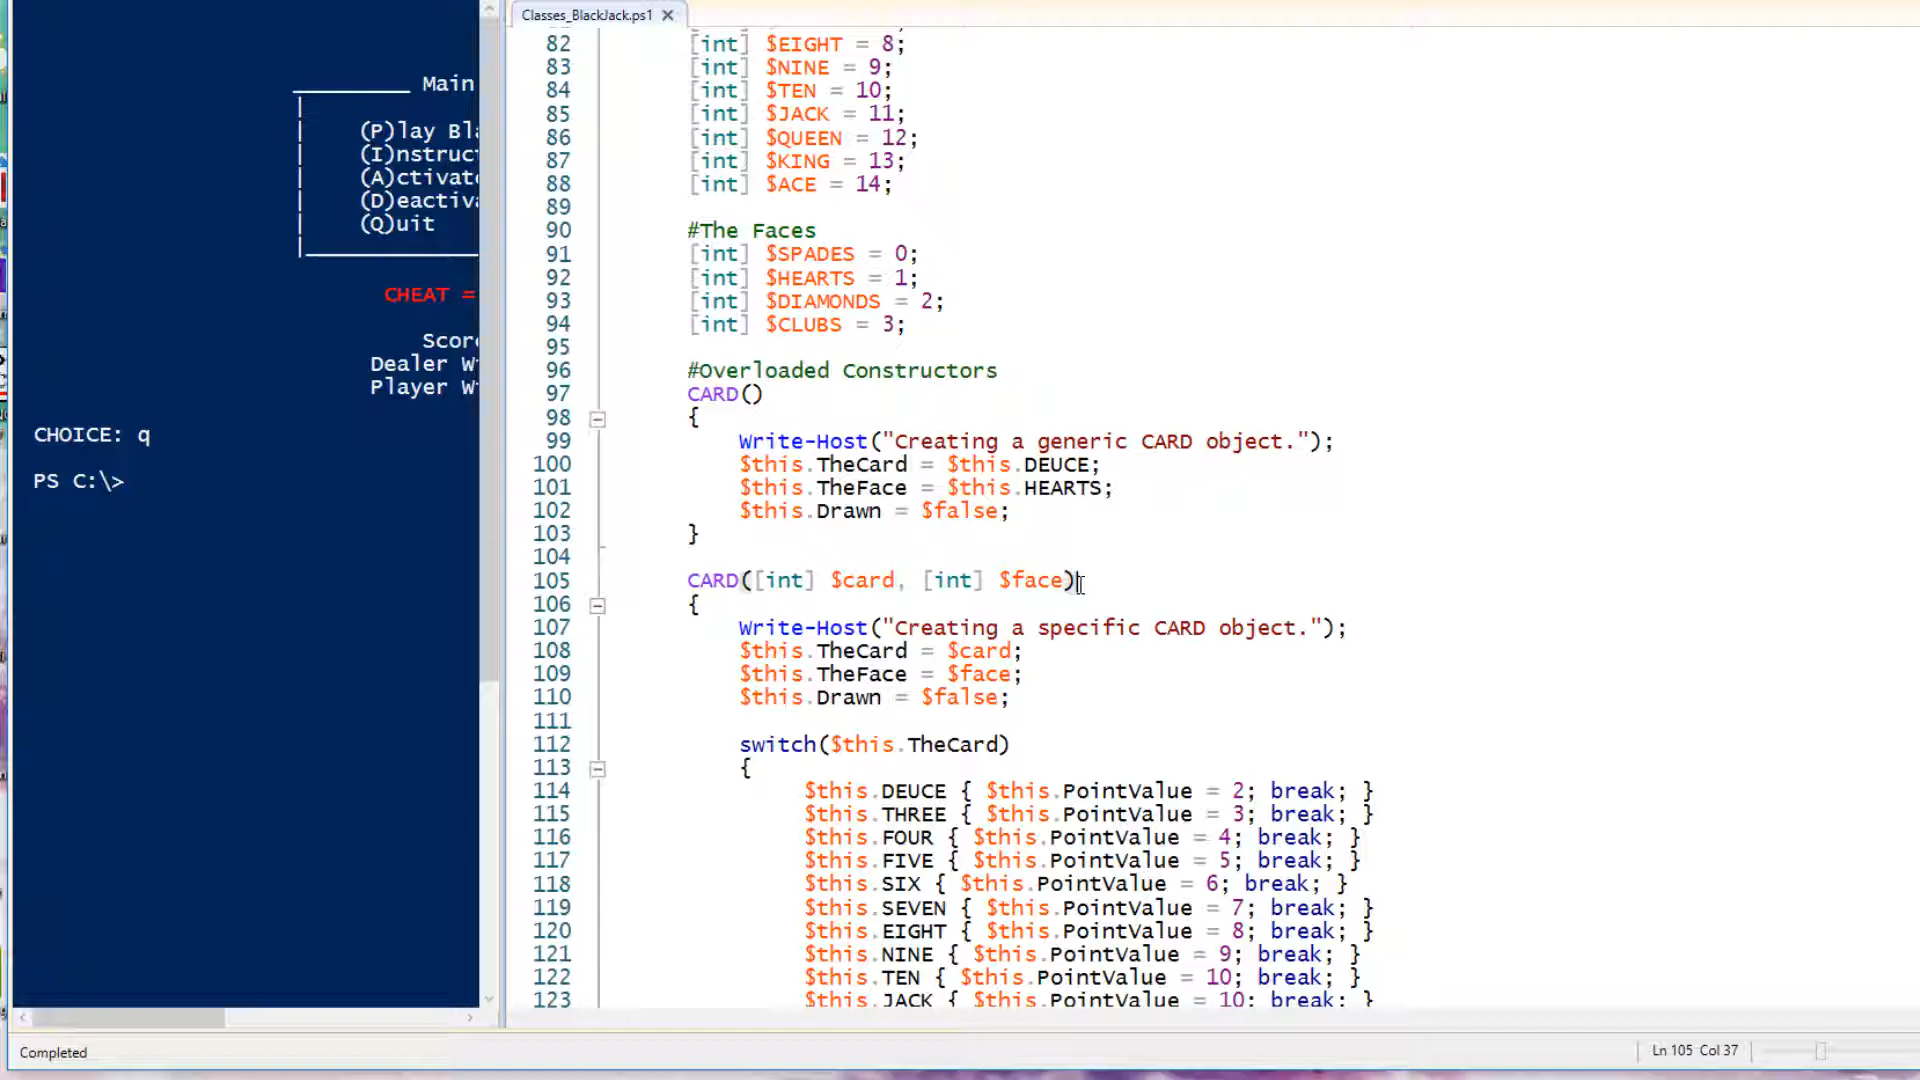 Classes_BlackJack.ps1
________ Main
(P)lay
(I)
(A)
(D)
(Q)uit
CHEAT =
Dealer
Player
CHOICE: q
PS C:\>
82 [int] $EIGHT = 8;
83 [int] $NINE = 9;
84 [int] $TEN = 10;
85 [int] $JACK = 11;
86 [int] $QUEEN = 12;
87 [int] $KING = 13;
88 [int] $ACE = 14;
89
90 #The Faces
91 [int] $SPADES = 0;
92 [int] $HEARTS = 1;
93 [int] $DIAMONDS = 2;
94 [int] $CLUBS = 3;
95
96 #Overloaded Constructors
97 CARD()
98 {
99 Write-Host("Creating a generic CARD object.");
100 $this.TheCard = $this.DEUCE;
101 $this.TheFace = $this.HEARTS;
102 $this.Drawn = $false;
103 }
104
105 CARD([int] $card, [int] $face)
106 {
107 Write-Host("Creating a specific CARD object.");
108 $this.TheCard = $card;
109 $this.TheFace = $face;
110 $this.Drawn = $false;
111
112 switch($this.TheCard)
113 {
114 $this.DEUCE { $this.PointValue = 2; break; }
115 $this.THREE { $this.PointValue = 3; break; }
116 $this.FOUR { $this.PointValue = 4; break; }
117 $this.FIVE { $this.PointValue = 5; break; }
118 $this.SIX { $this.PointValue = 6; break; }
119 $this.SEVEN { $this.PointValue = 7; break; }
120 $this.EIGHT { $this.PointValue = 8; break; }
121 $this.NINE { $this.PointValue = 9; break; }
122 $this.TEN { $this.PointValue = 10; break; }
123 $this.JACK { $this.PointValue = 10; break; }
Completed
Ln 105 Col 37